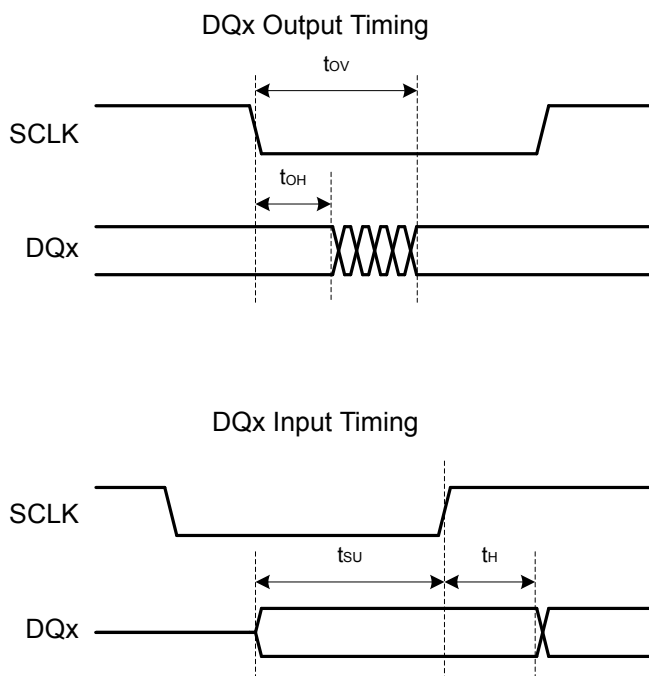 DQx Output Timing
tOV
SCLK
tOH
DQx
DQx Input Timing
SCLK
tSU
tH
DQx